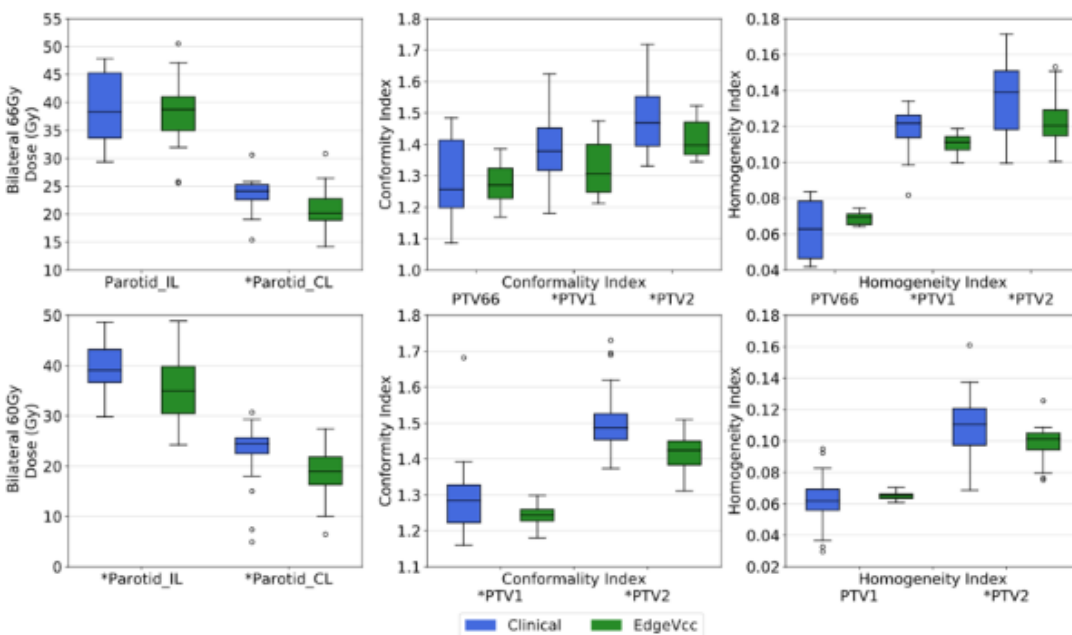 Bilateral 66Gy
Dose (Gy)
55
50
45
40
35
30
25
20
15
10
Parotid_IL *Parotid_CL
Conformity Index
1.8
1.7
1.6
1.5
1.4
1.3
1.2
1.1
1.0
Conformality Index
PTV66 *PTV1 *PTV2
Homogeneity Index
0.18
0.16
0.14
0.12
0.10
0.08
0.06
0.04
Homogeneity Index
PTV66 *PTV1 *PTV2
Bilateral 60Gy
Dose (Gy)
50
40
30
20
10
0
*Parotid_IL *Parotid_CL
Conformity Index
1.8
1.7
1.6
1.5
1.4
1.3
1.2
1.1
Conformality Index
*PTV1 *PTV2
Homogeneity Index
0.18
0.16
0.14
0.12
0.10
0.08
0.06
0.04
0.02
Homogeneity Index
PTV1 *PTV2
Clinical EdgeVcc